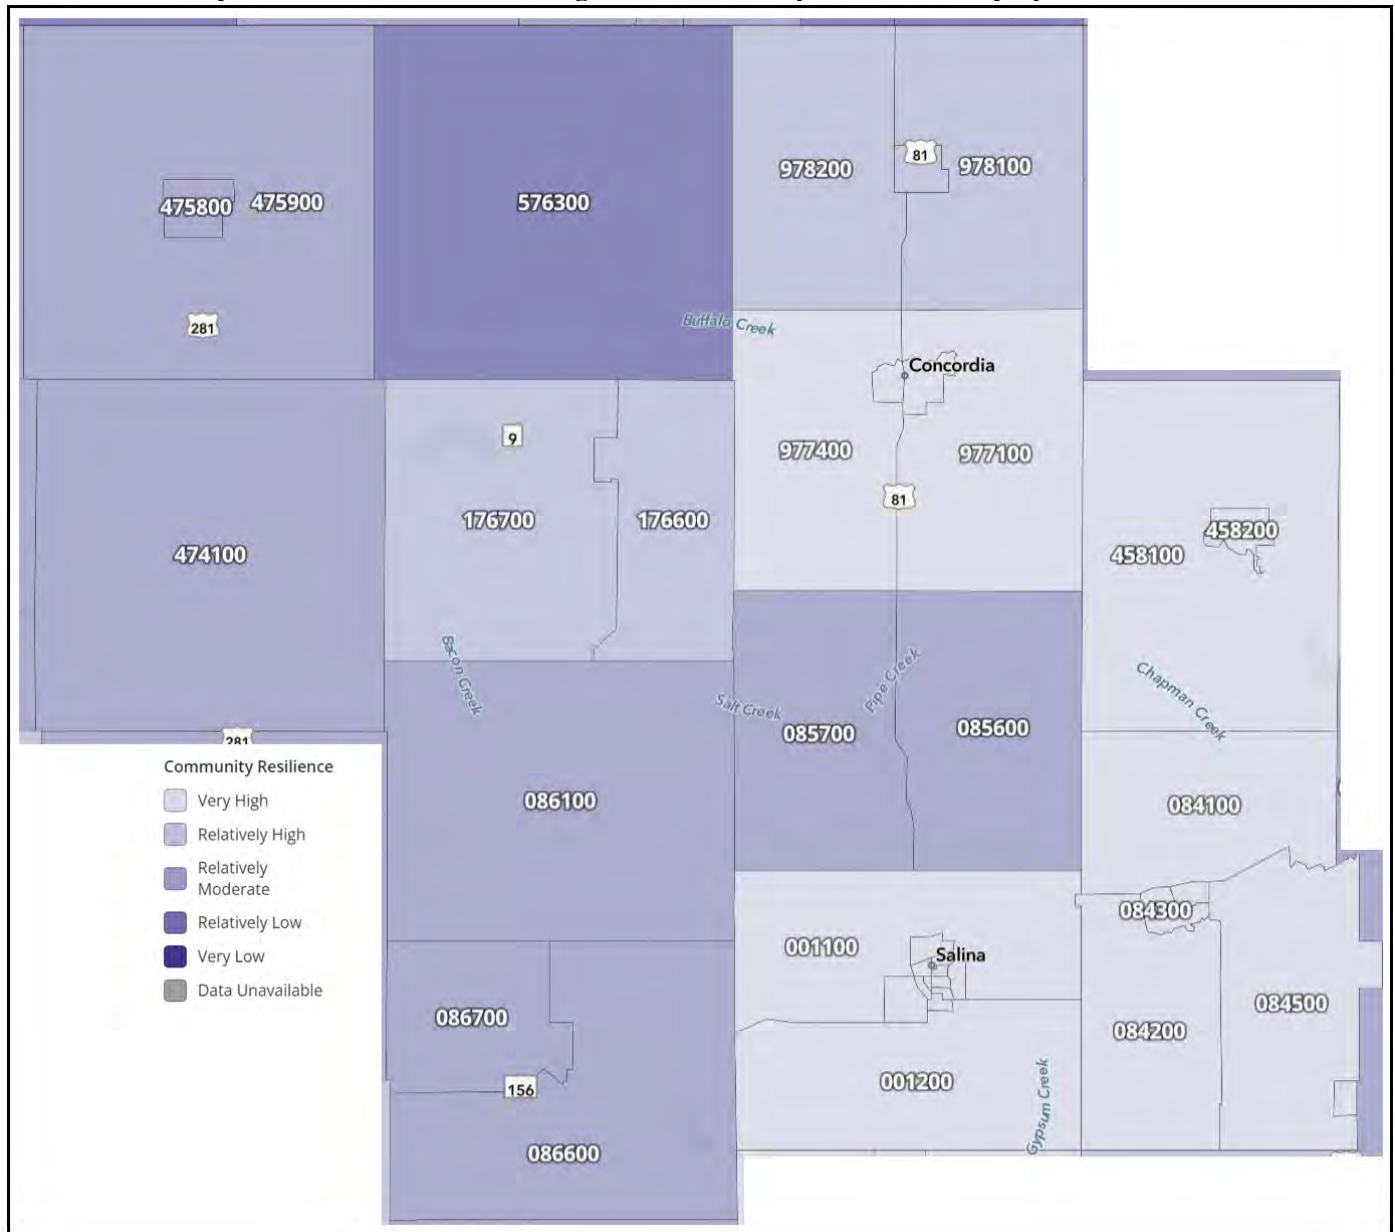 81
978200
978100
475800
475900
576300
281
Buffalo Creek
Concordia
9
977400
977100
81
176700
176600
458200
458100
474100
Bacon Creek
Pipe Creek
Salt Creek
Chapman Creek
085700
085600
281
Community Resilience
Very High
Relatively High
Relatively
Moderate
Relatively Low
Very Low
Data Unavailable
086100
084100
084300
001100
Salina
086700
084500
084200
156
001200
Gypsum Creek
086600